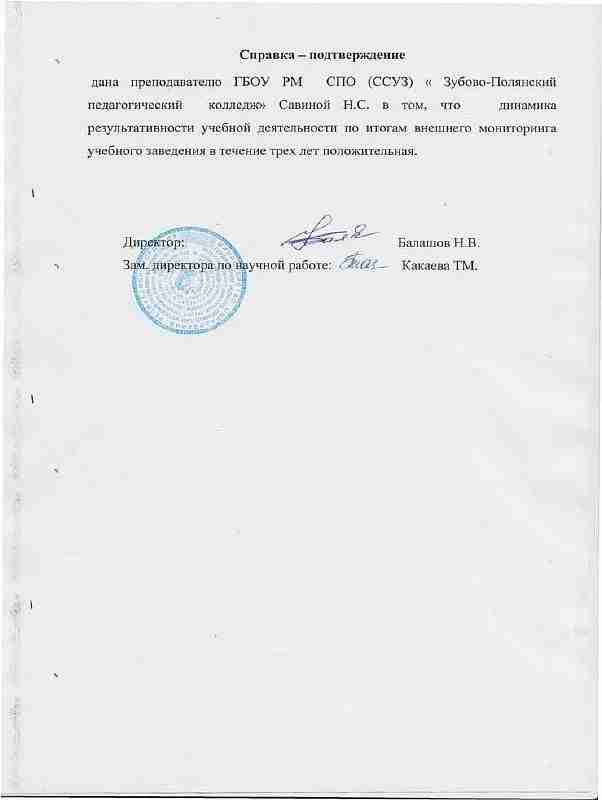 Справка – подтверждение
дана преподавателю ГБОУ РМ СПО (ССУЗ) « Зубово-Полянский
педагогический колледж» Савиной Н.С. в том, что динамика
результативности учебной деятельности по итогам внешнего мониторинга
учебного заведения в течение трех лет положительная.
Директор: Балашов Н.В.
Зам. директора по научной работе: Какаева ТМ.